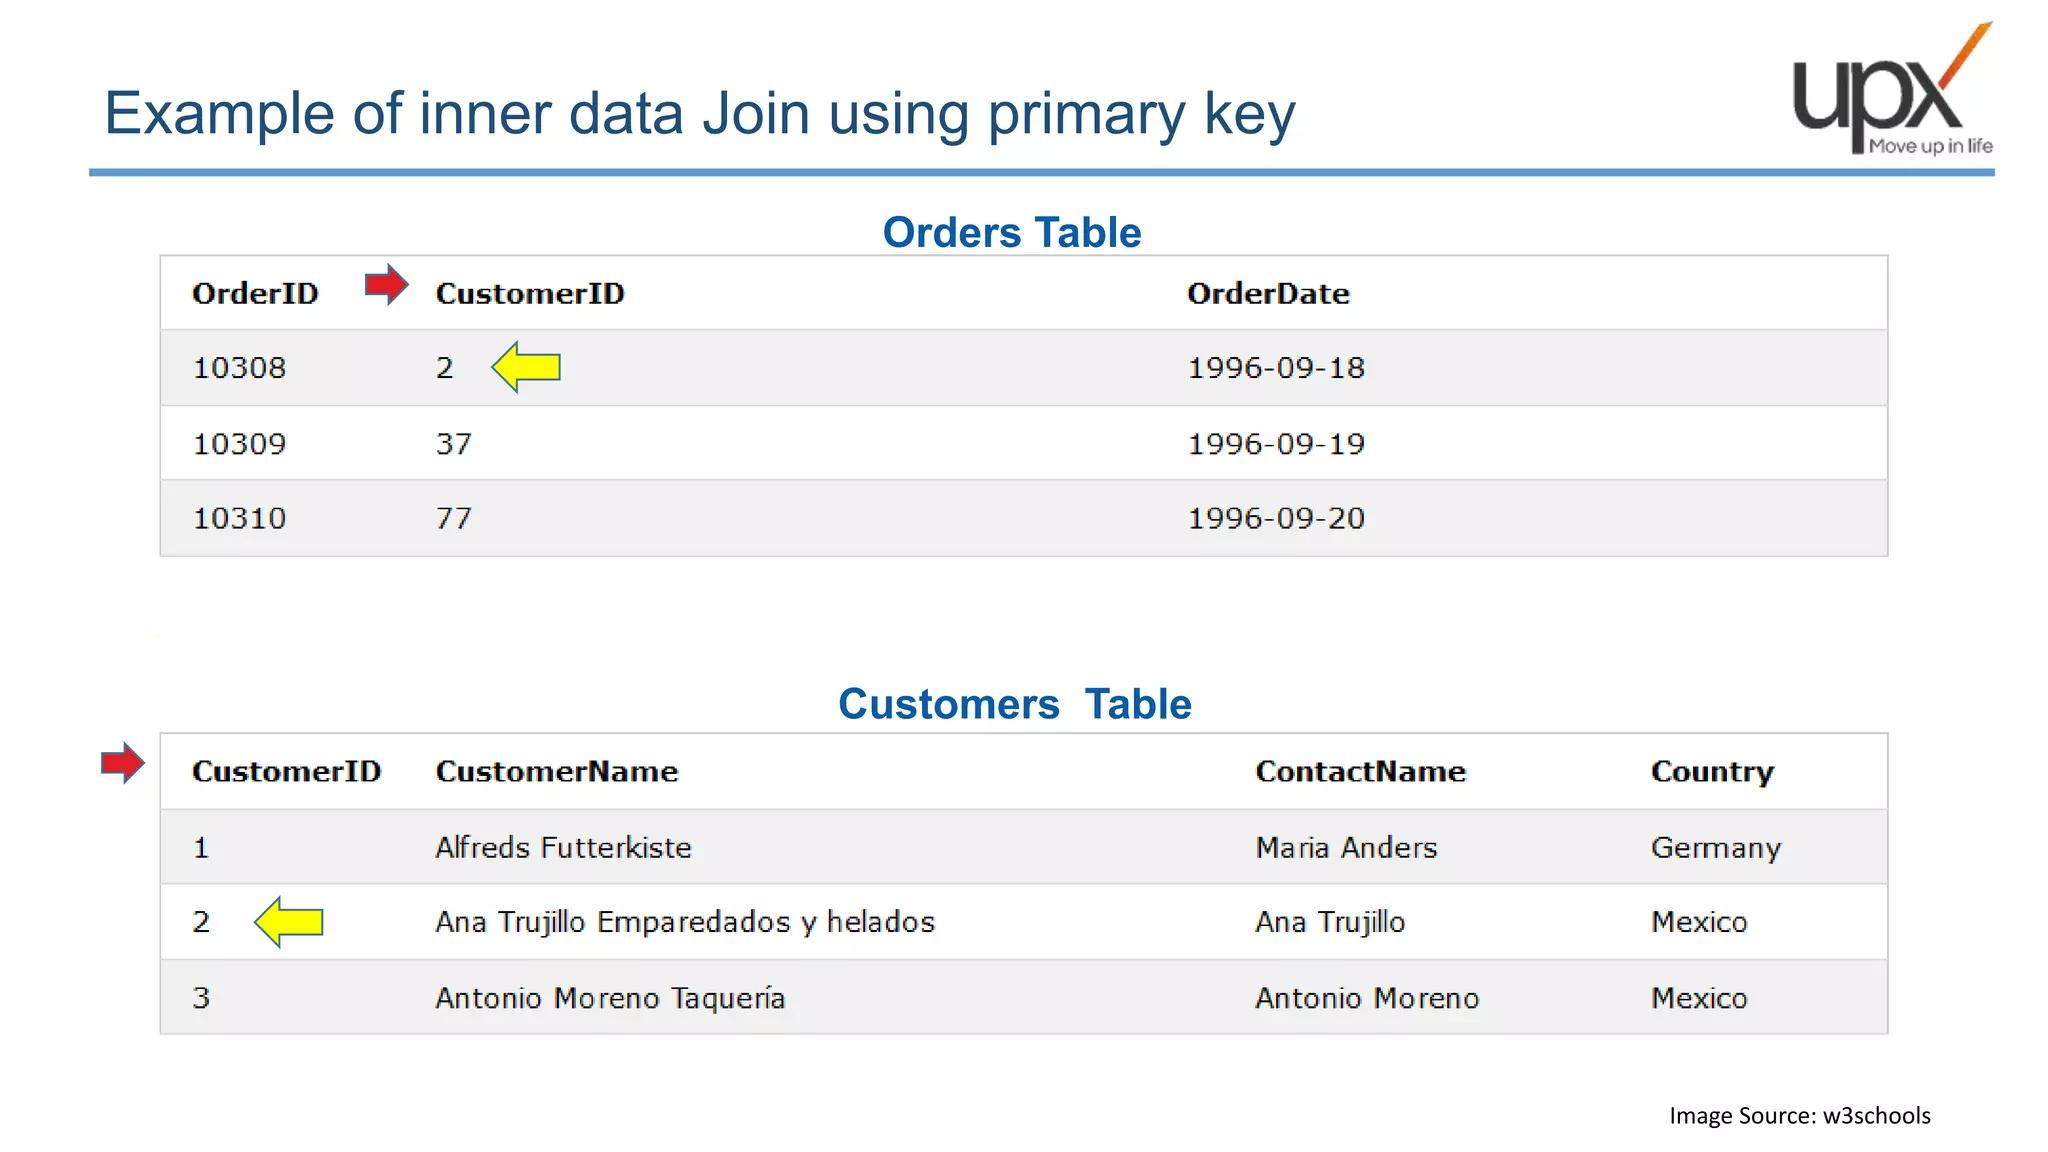 Example of inner data Join using primary key
upx
Move up in life
Orders Table
OrderID CustomerID OrderDate
10308 2 1996-09-18
10309 37 1996-09-19
10310 77 1996-09-20
Customers Table
CustomerID CustomerName ContactName Country
1 Alfreds Futterkiste Maria Anders Germany
2 Ana Trujillo Emparedados y helados Ana Trujillo Mexico
3 Antonio Moreno Taquería Antonio Moreno Mexico
Image Source: w3schools